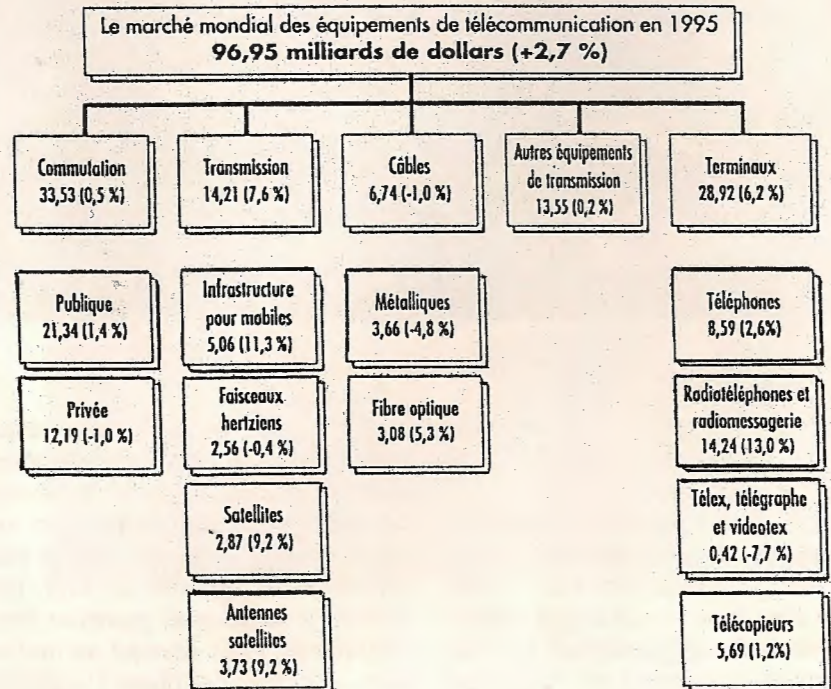 Le marché mondial des équipements de télécommunication en 1995
96,95 milliards de dollars (+2,7 %)
Commutation
33,53 (0,5 %)
Transmission
14,21 (7,6 %)
Câbles
6,74 (-1,0 %)
Autres équipements
de transmission
13,55 (0,2 %)
Terminaux
28,92 (6,2 %)
Publique
21,34 (1,4 %)
Privée
12,19 (-1,0 %)
Infrastructure
pour mobiles
5,06 (11,3 %)
Faisceaux
hertziens
2,56 (-0,4 %)
Satellites
2,87 (9,2 %)
Antennes
satellites
3,73 (9,2 %)
Métalliques
3,66 (-4,8 %)
Fibre optique
3,08 (5,3 %)
Téléphones
8,59 (2,6%)
Radiotéléphones et
radiomessagerie
14,24 (13,0 %)
Télex, télégraphe
et videotex
0,42 (-7,7 %)
Télécopieurs
5,69 (1,2%)